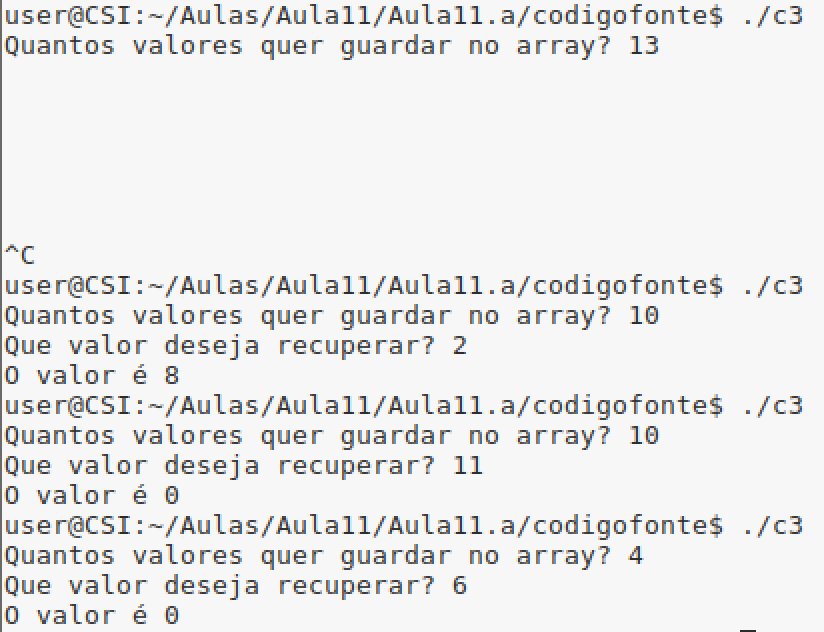 user@CSI:~/Aulas/Aula11/Aula11.a/codigofonte$ ./c3
Quantos valores quer guardar no array? 13
^C
user@CSI:~/Aulas/Aula11/Aula11.a/codigofonte$ ./c3
Quantos valores quer guardar no array? 10
Que valor deseja recuperar? 2
O valor é 8
user@CSI:~/Aulas/Aula11/Aula11.a/codigofonte$ ./c3
Quantos valores quer guardar no array? 10
Que valor deseja recuperar? 11
O valor é 0
user@CSI:~/Aulas/Aula11/Aula11.a/codigofonte$ ./c3
Quantos valores quer guardar no array? 4
Que valor deseja recuperar? 6
O valor é 0